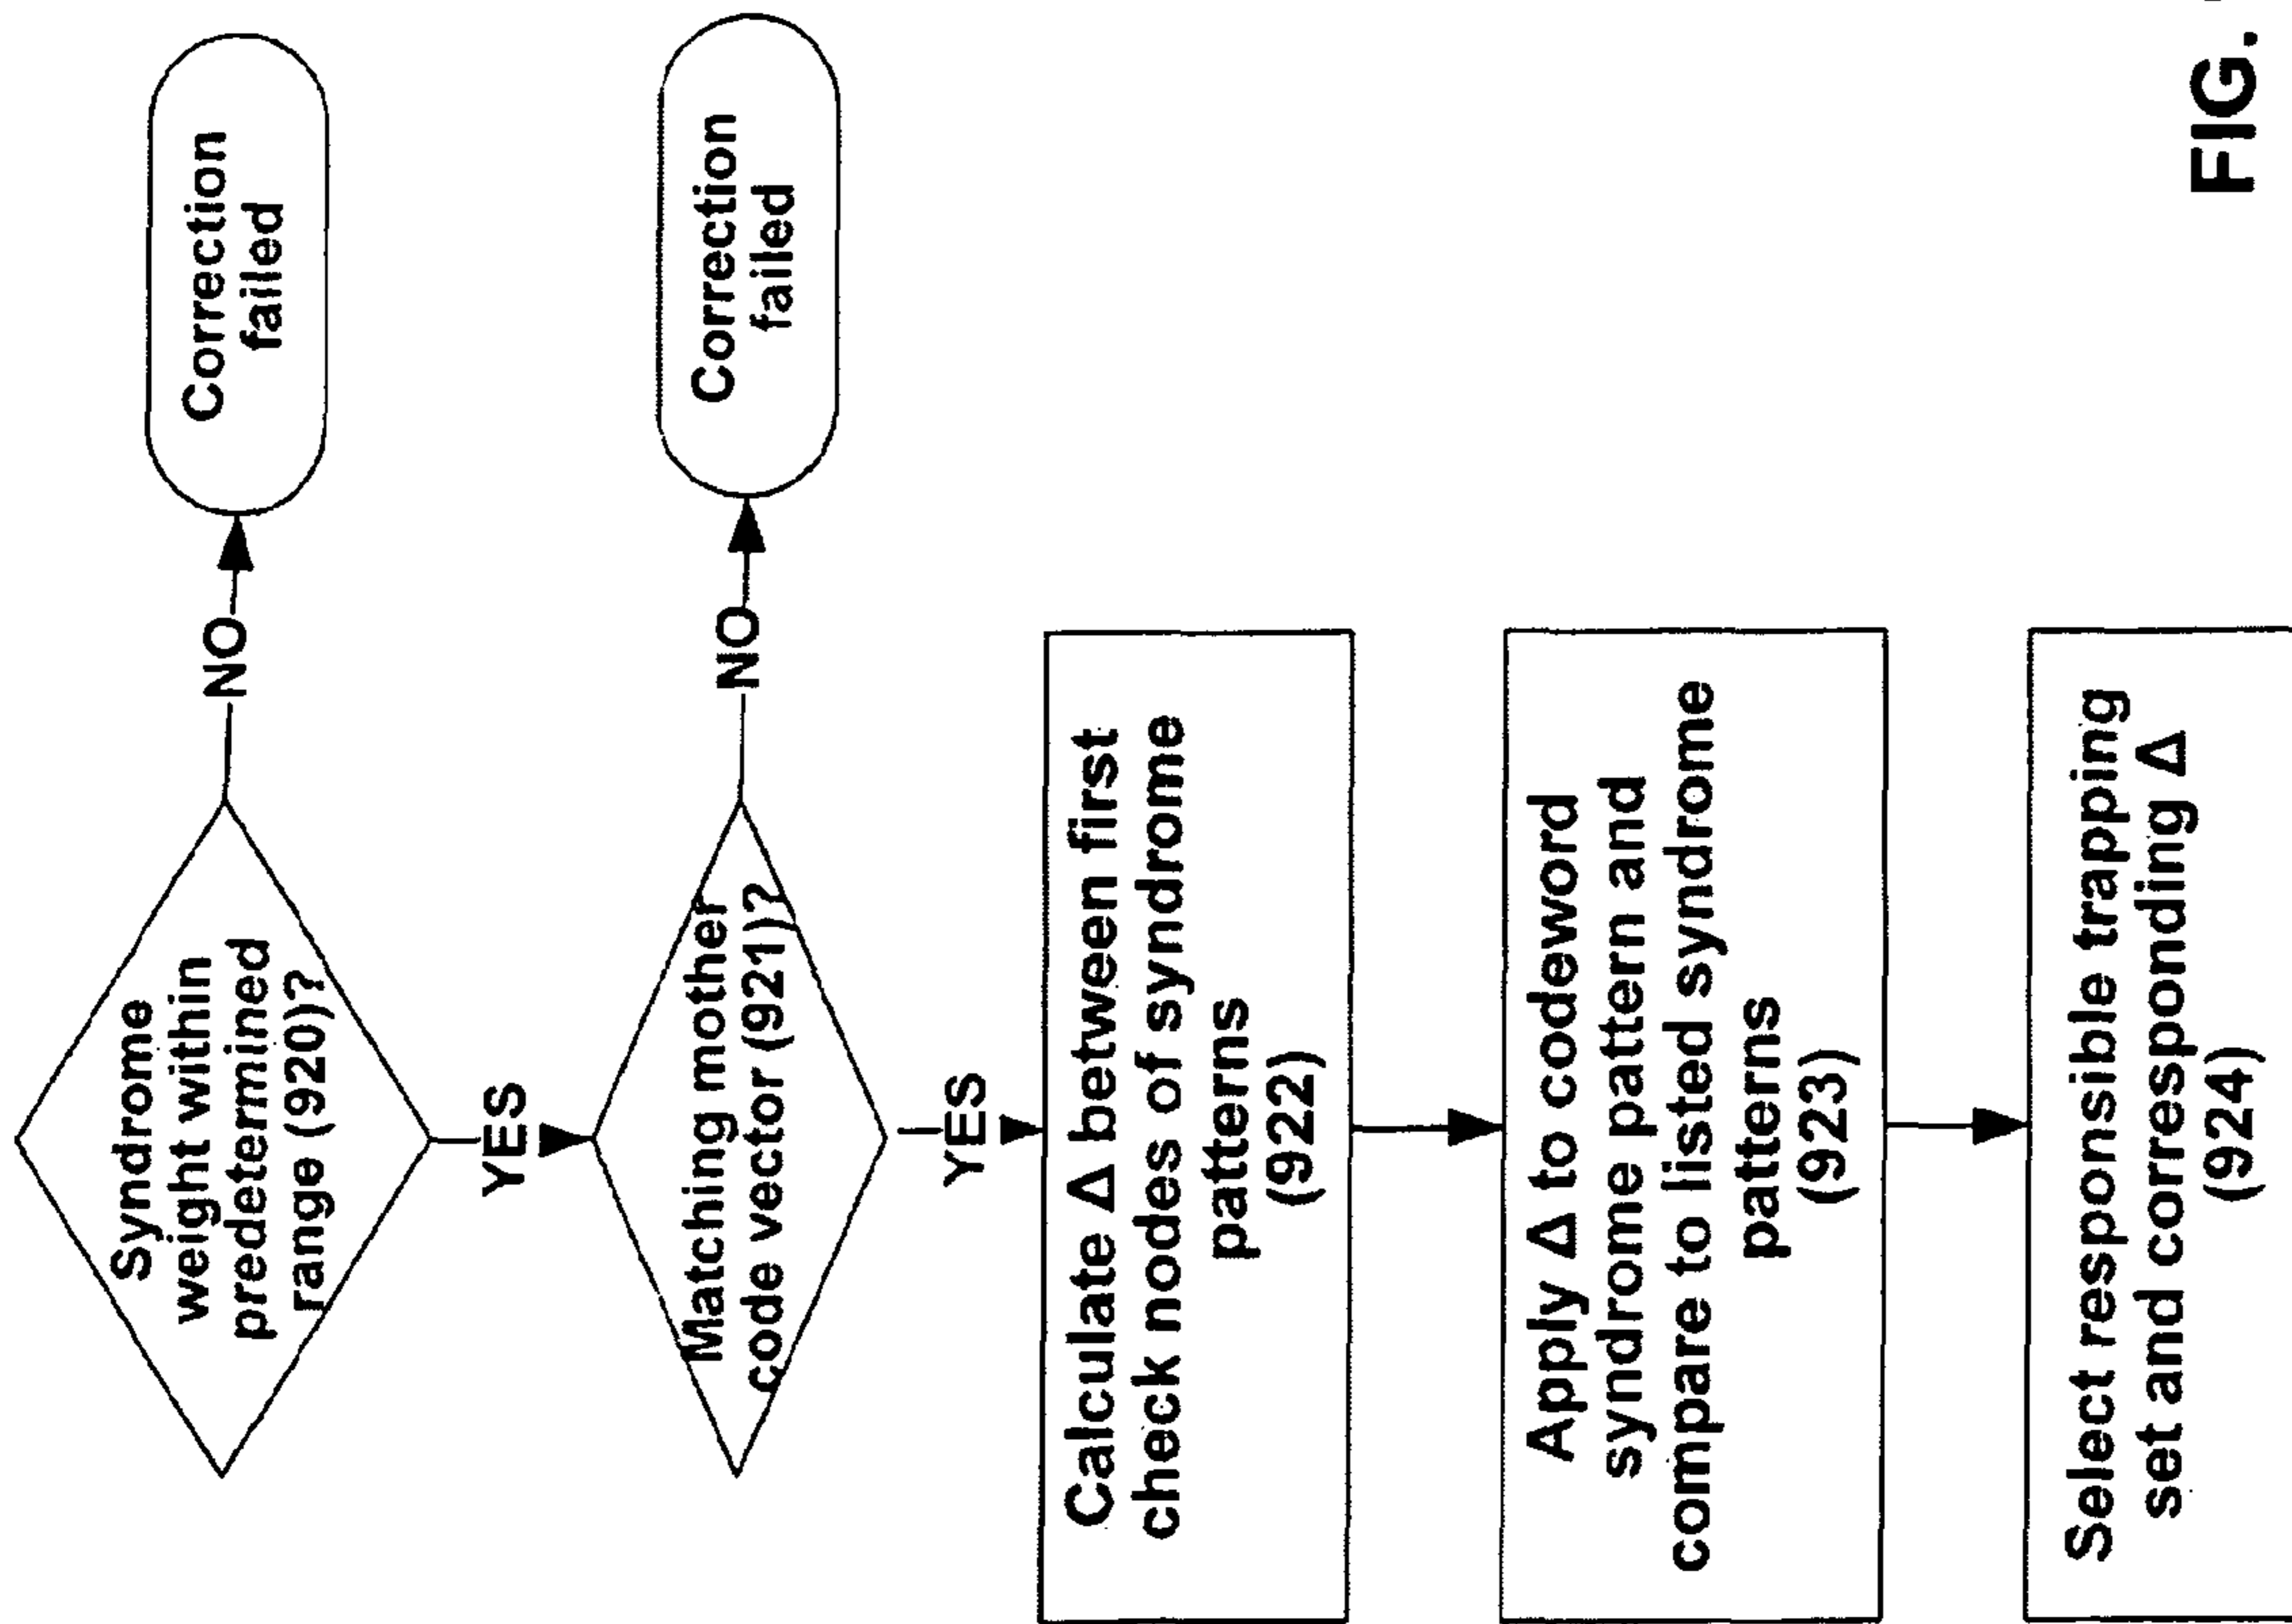 Syndrome
weight within
predetermined
range (920)?
NO
Correction
failed
YES
Matching mother
code vector (921)?
NO
Correction
failed
YES
Calculate Δ between first
check nodes of syndrome
patterns
(922)
Apply Δ to codeword
syndrome pattern and
compare to listed syndrome
patterns
(923)
Select responsible trapping
set and corresponding Δ
(924)
FIG.